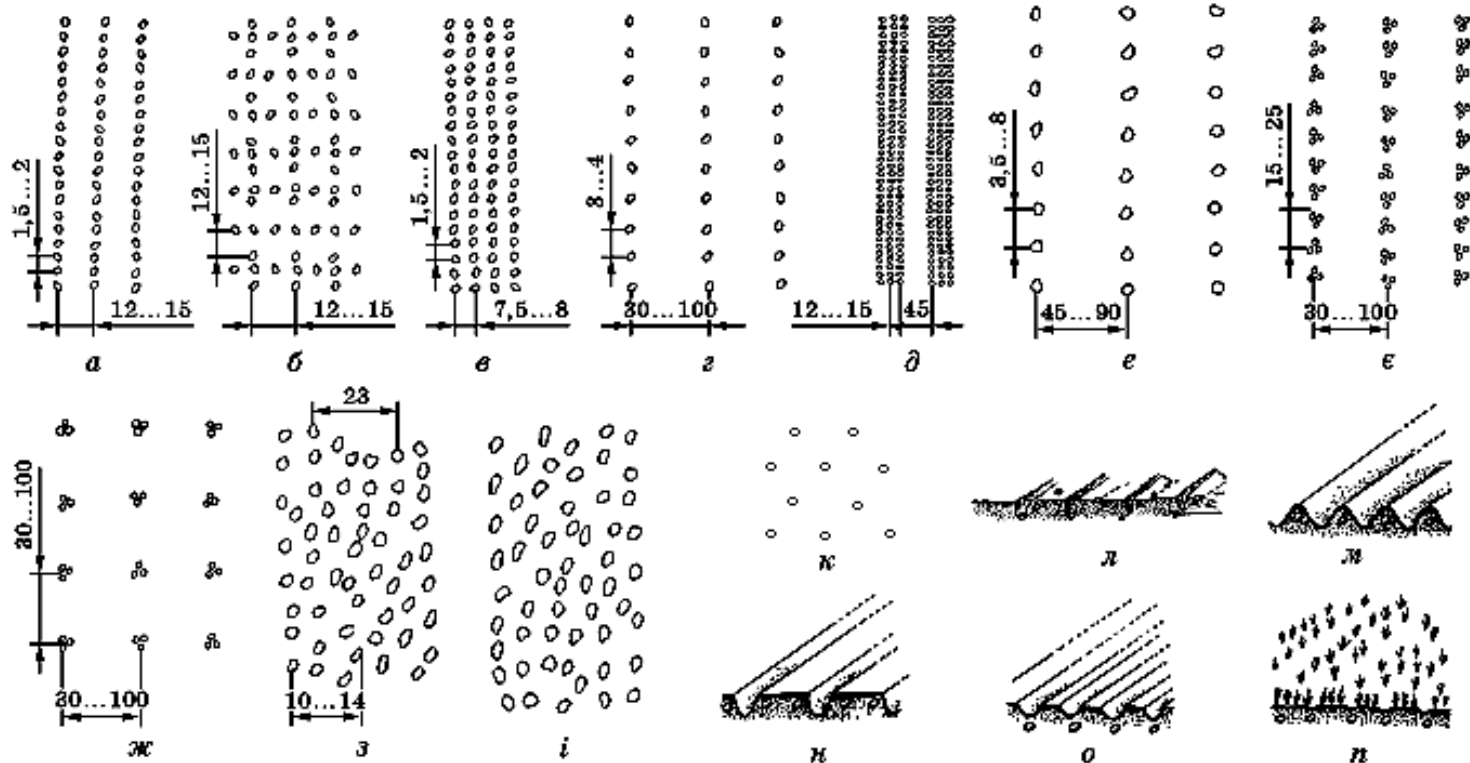 1,5…2
12…15
а
12…15
12…15
б
1,5…2
7,5…8
в
3…4
30…100
г
12…15
45
д
3,5…8
45…90
е
15…25
30…100
є
30…100
30…100
ж
23
10…14
з
і
к
л
м
н
о
п